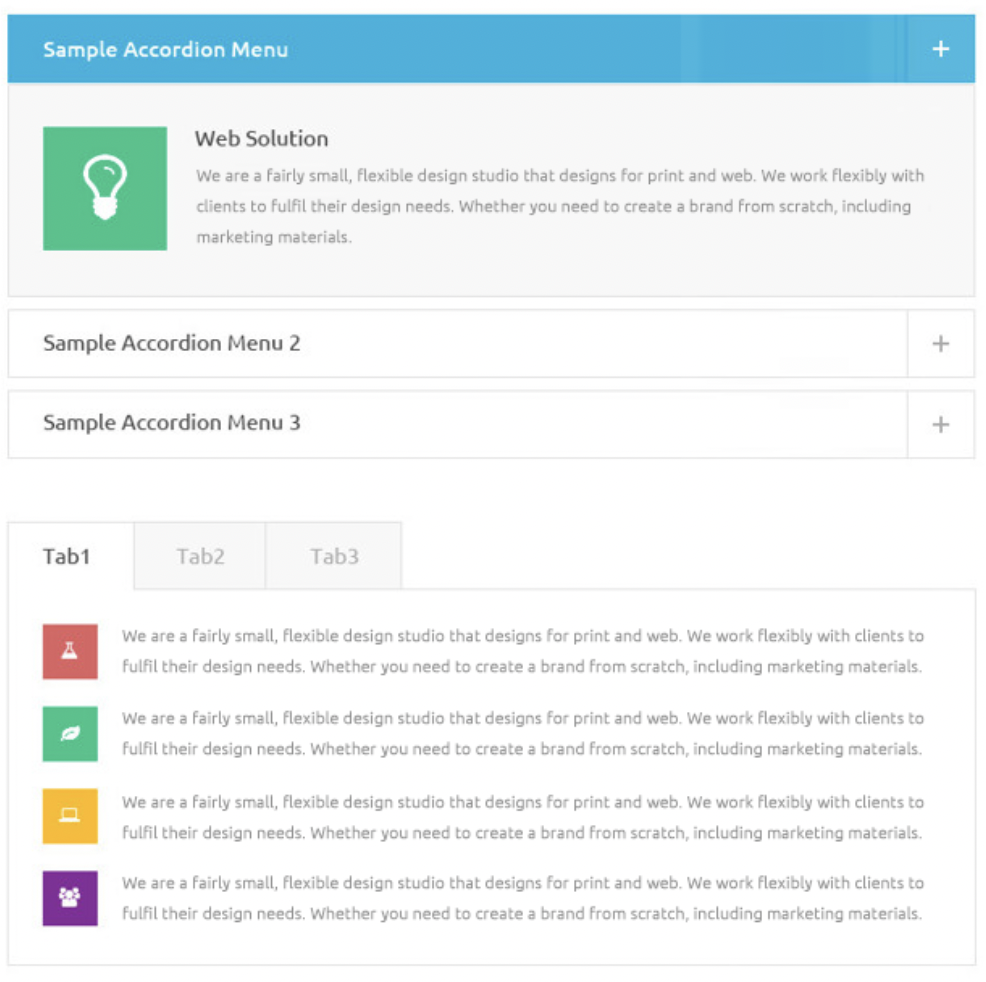 Sample Accordion Menu +
Web Solution
We are a fairly small, flexible design studio that designs for print and web. We work flexibly with
clients to fulfil their design needs. Whether you need to create a brand from scratch, including
marketing materials.
Sample Accordion Menu 2 +
Sample Accordion Menu 3 +
Tab1 Tab2 Tab3
We are a fairly small, flexible design studio that designs for print and web. We work flexibly with clients to
fulfil their design needs. Whether you need to create a brand from scratch, including marketing materials.
We are a fairly small, flexible design studio that designs for print and web. We work flexibly with clients to
fulfil their design needs. Whether you need to create a brand from scratch, including marketing materials.
We are a fairly small, flexible design studio that designs for print and web. We work flexibly with clients to
fulfil their design needs. Whether you need to create a brand from scratch, including marketing materials.
We are a fairly small, flexible design studio that designs for print and web. We work flexibly with clients to
fulfil their design needs. Whether you need to create a brand from scratch, including marketing materials.